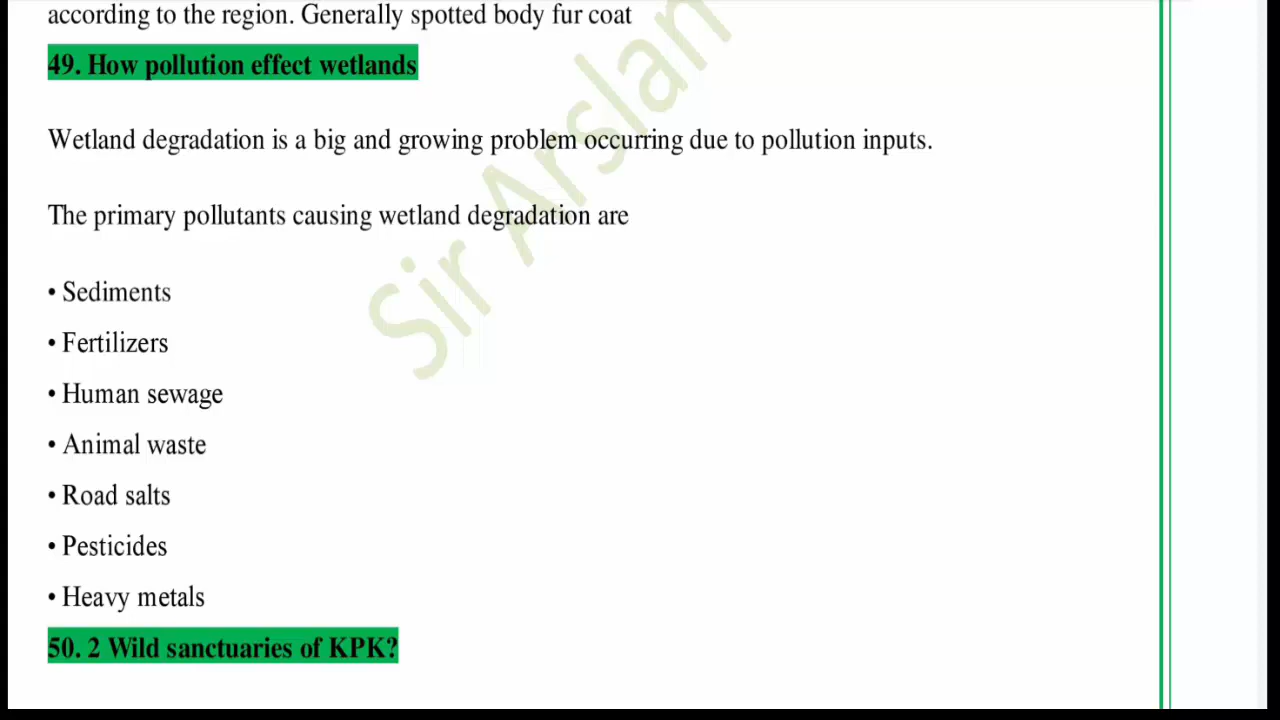 according to the region. Generally spotted body fur coat
49. How pollution effect wetlands
Wetland degradation is a big and growing problem occurring due to pollution inputs.
The primary pollutants causing wetland degradation are
• Sediments
• Fertilizers
• Human sewage
• Animal waste
• Road salts
• Pesticides
• Heavy metals
50. 2 Wild sanctuaries of KPK?
Sir Arslan